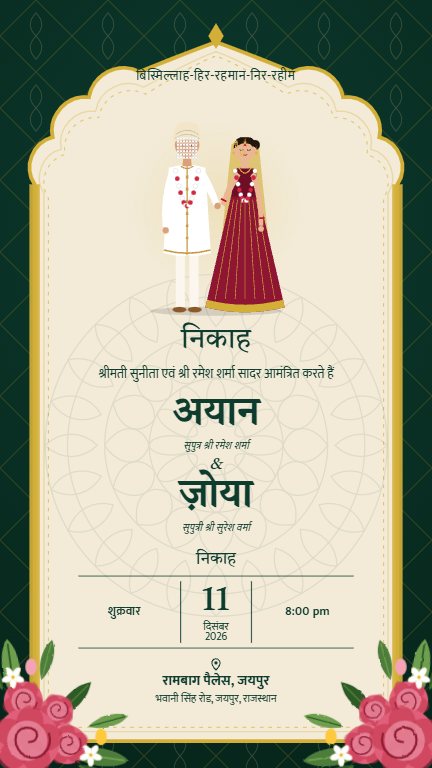 बिस्मिल्लाह-हिर-रहमान-निर-रहीम
निकाह
श्रीमती सुनीता एवं श्री रमेश शर्मा सादर आमंत्रित करते हैं
अयान
सुपुत्र श्री रमेश शर्मा
&
ज़ोया
सुपुत्री श्री सुरेश वर्मा
निकाह
शुक्रवार
11
दिसंबर
2026
8:00 pm
रामबाग पैलेस, जयपुर
भवानी सिंह रोड, जयपुर, राजस्थान